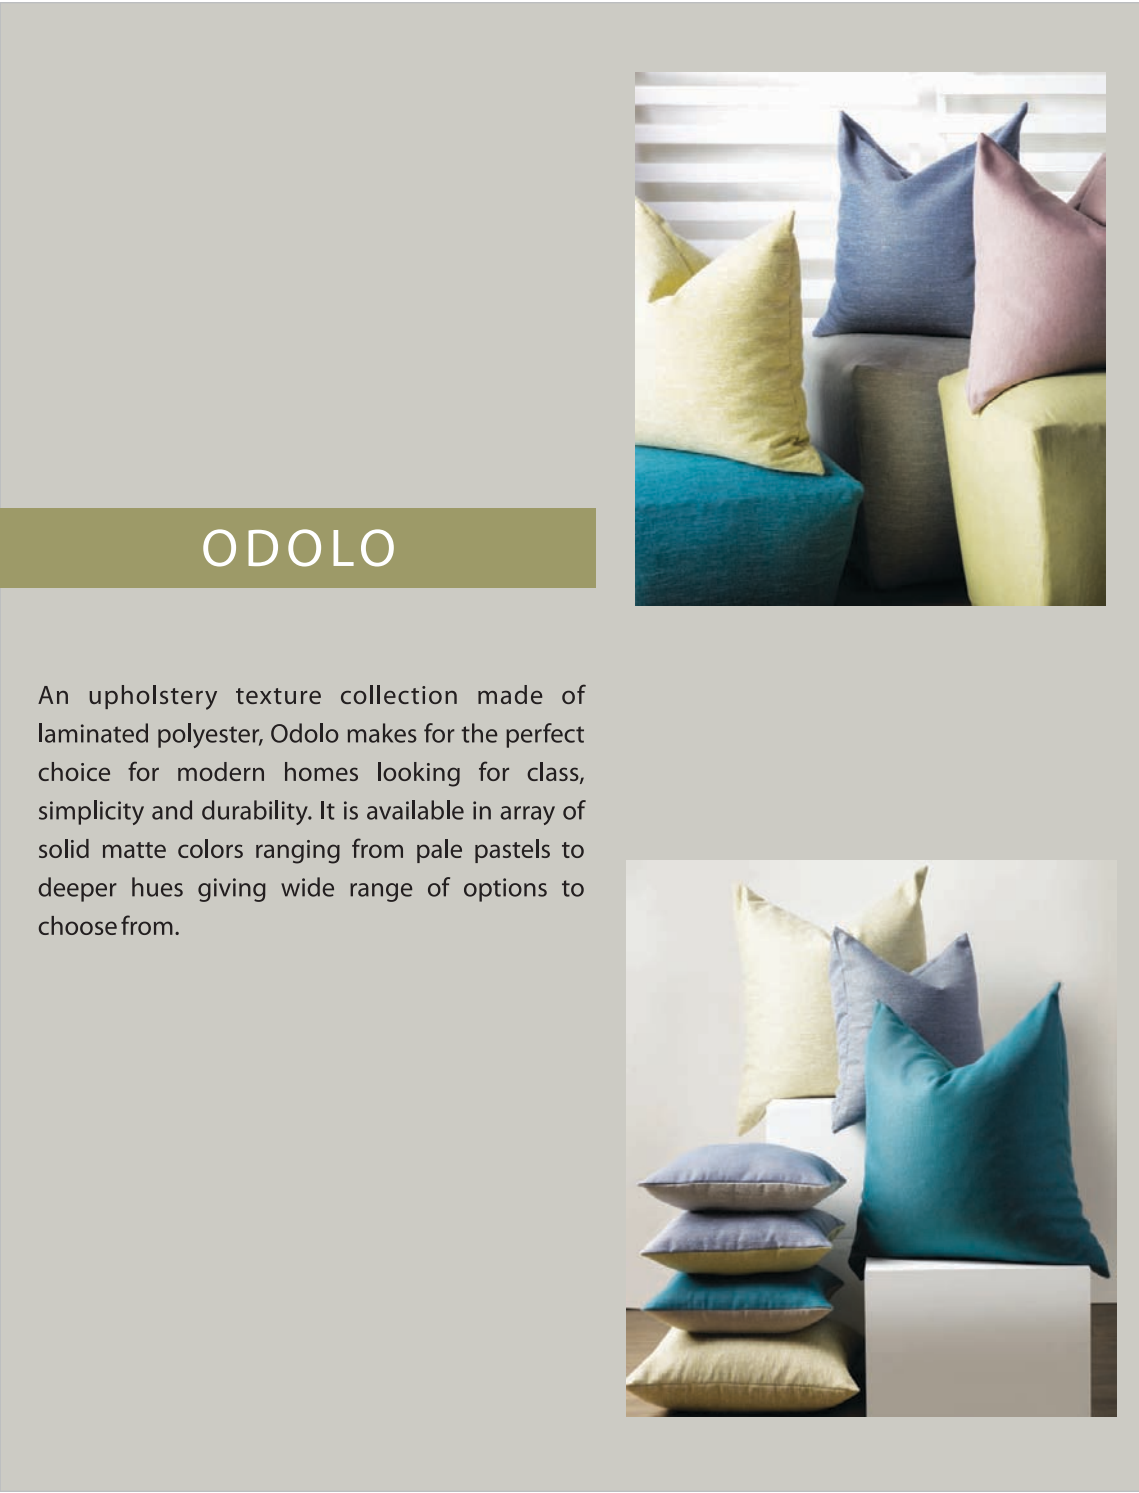 ODOLO
An upholstery texture collection made of
laminated polyester, Odolo makes for the perfect
choice for modern homes looking for class,
simplicity and durability. It is available in array of
solid matte colors ranging from pale pastels to
deeper hues giving wide range of options to
choose from.